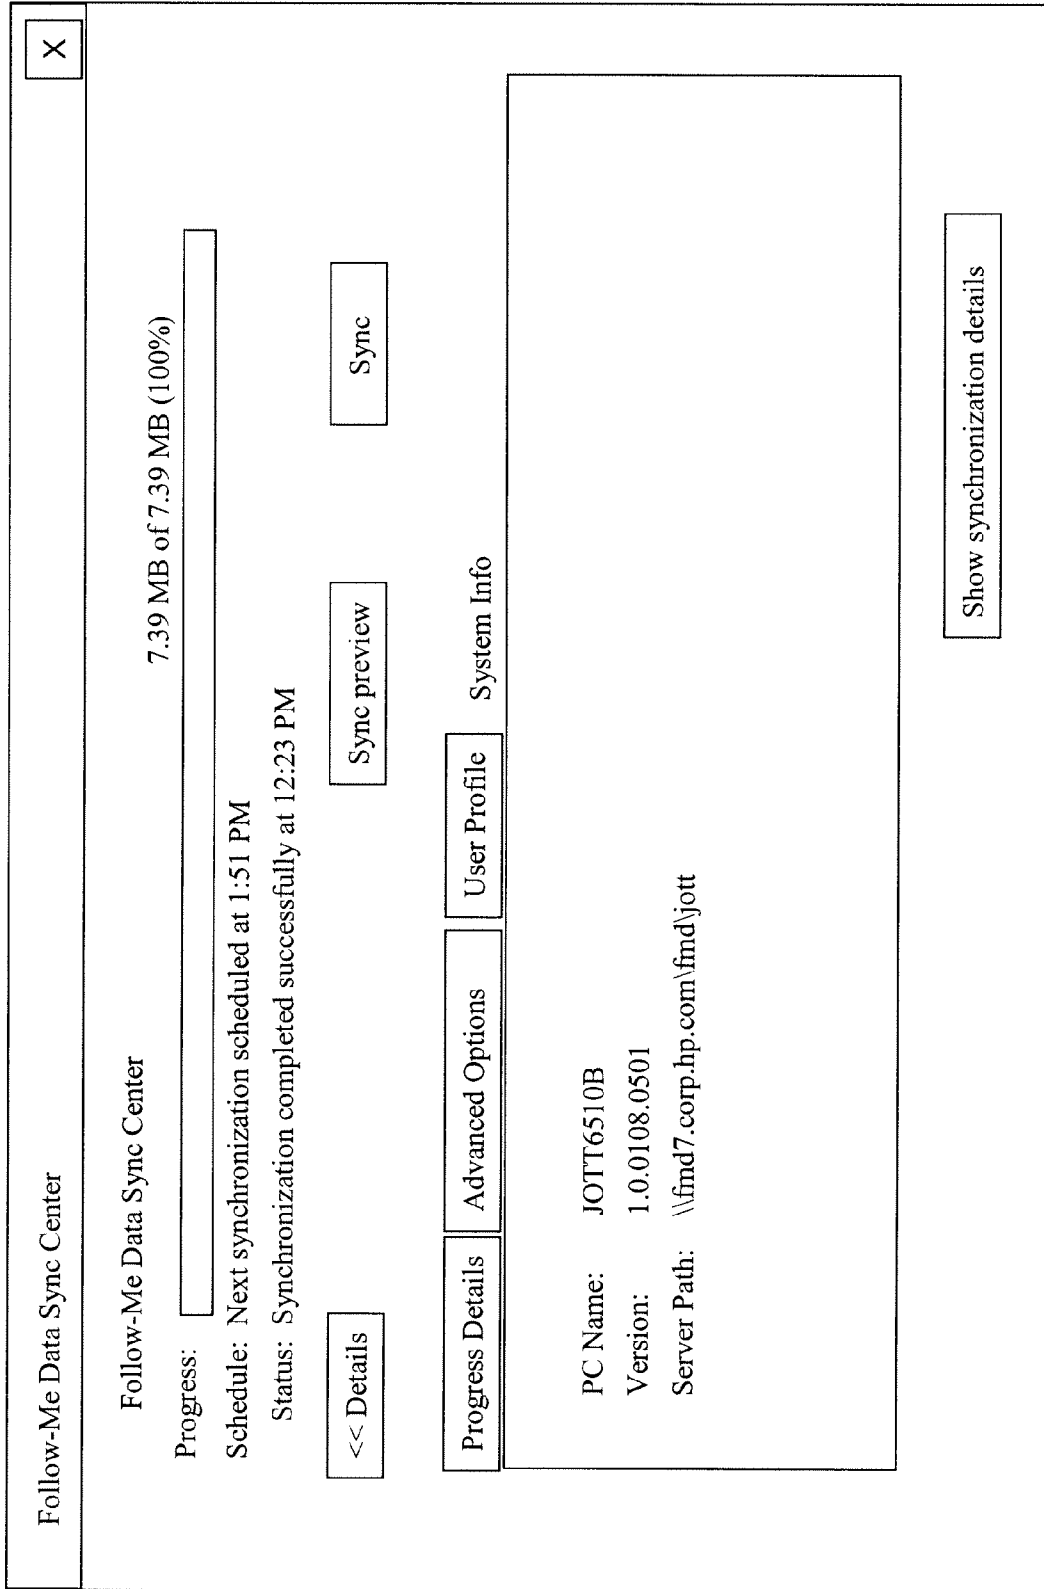 Follow-Me Data Sync Center X
Follow-Me Data Sync Center
7.39 MB of 7.39 MB (100%)
Progress:
Schedule: Next synchronization scheduled at 1:51 PM
Status: Synchronization completed successfully at 12:23 PM
<< Details Sync preview Sync
Progress Details Advanced Options User Profile System Info
PC Name: JOTT6510B
Version: 1.0.0108.0501
Server Path: \\fmd7.corp.hp.com\fmd\jott
Show synchronization details